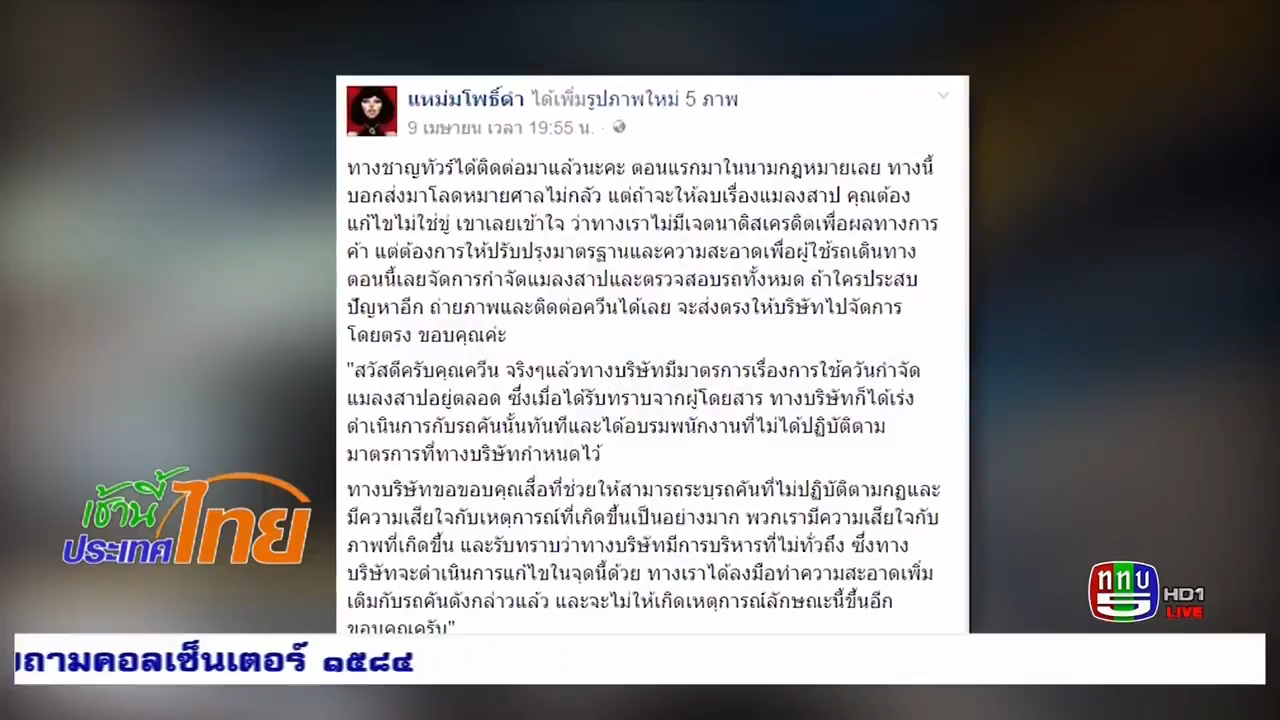 แหม่มโพธิ์ดำ ได้เพิ่มรูปภาพใหม่ 5 ภาพ
9 เมษายน เวลา 19:55 น. ·
ทางชาญทัวร์ได้ติดต่อมาแล้วนะคะ ตอนแรกมาในนามกฎหมายเลย ทางนี้
บอกส่งมาโลดหมายศาลไม่กลัว แต่ถ้าจะให้ลบเรื่องแมลงสาป คุณต้อง
แก้ไขไม่ใช่ขู่ เขาเลยเข้าใจ ว่าทางเราไม่มีเจตนาดิสเครดิตเพื่อผลทางการ
ค้า แต่ต้องการให้ปรับปรุงมาตรฐานและความสะอาดเพื่อผู้ใช้รถเดินทาง
ตอนนี้เลยจัดการกำจัดแมลงสาปและตรวจสอบรถทั้งหมด ถ้าใครประสบ
ปัญหาอีก ถ่ายภาพและติดต่อควีนได้เลย จะส่งตรงให้บริษัทไปจัดการ
โดยตรง ขอบคุณค่ะ
"สวัสดีครับคุณควีน จริงๆแล้วทางบริษัทมีมาตรการเรื่องการใช้ควันกำจัด
แมลงสาปอยู่ตลอด ซึ่งเมื่อได้รับทราบจากผู้โดยสาร ทางบริษัทก็ได้เร่ง
ดำเนินการกับรถคันนั้นทันทีและได้อบรมพนักงานที่ไม่ได้ปฏิบัติตาม
มาตรการที่ทางบริษัทกำหนดไว้
ทางบริษัทขอขอบคุณสื่อที่ช่วยให้สามารถระบุรถคันที่ไม่ปฏิบัติตามกฏและ
มีความเสียใจกับเหตุการณ์ที่เกิดขึ้นเป็นอย่างมาก พวกเรามีความเสียใจกับ
ภาพที่เกิดขึ้น และรับทราบว่าทางบริษัทมีการบริหารที่ไม่ทั่วถึง ซึ่งทาง
บริษัทจะดำเนินการแก้ไขในจุดนี้ด้วย ทางเราได้ลงมือทำความสะอาดเพิ่ม
เติมกับรถคันดังกล่าวแล้ว และจะไม่ให้เกิดเหตุการณ์ลักษณะนี้ขึ้นอีก
ขอบคุณครับ"
เช้านี้
ประเทศไทย
ททบ
5 HD1
LIVE
ถามคอลเซ็นเตอร์ ๑๕๘๔